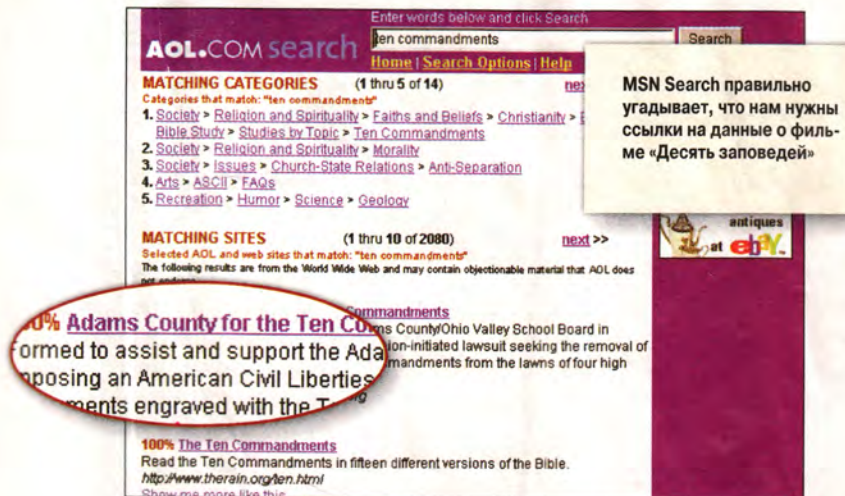 Enter words below and click Search
AOL.COM search
ten commandments
Search
Home | Search Options | Help
MATCHING CATEGORIES (1 thru 5 of 14)
Categories that match: "ten commandments"
1. Society > Religion and Spirituality > Faiths and Beliefs > Christianity >
Bible Study > Studies by Topic > Ten Commandments
2. Society > Religion and Spirituality > Morality
3. Society > Issues > Church-State Relations > Anti-Separation
4. Arts > ASCII > FAQs
5. Recreation > Humor > Science > Geology
MSN Search правильно
угадывает, что нам нужны
ссылки на данные о филь-
ме «Десять заповедей»
antiques
at ebY
MATCHING SITES (1 thru 10 of 2080) next >>
Selected AOL and web sites that match: "ten commandments"
The following results are from the World Wide Web and may contain objectionable material that AOL does
Commandments
ms County/Ohio Valley School Board in
ion-initiated lawsuit seeking the removal of
mandments from the lawns of four high
0% Adams County for the Ten Co
ormed to assist and support the Ada
posing an American Civil Liberties
ments engraved with the T
100% The Ten Commandments
Read the Ten Commandments in fifteen different versions of the Bible.
http://www.therain.org/ten.html
Show me more like this